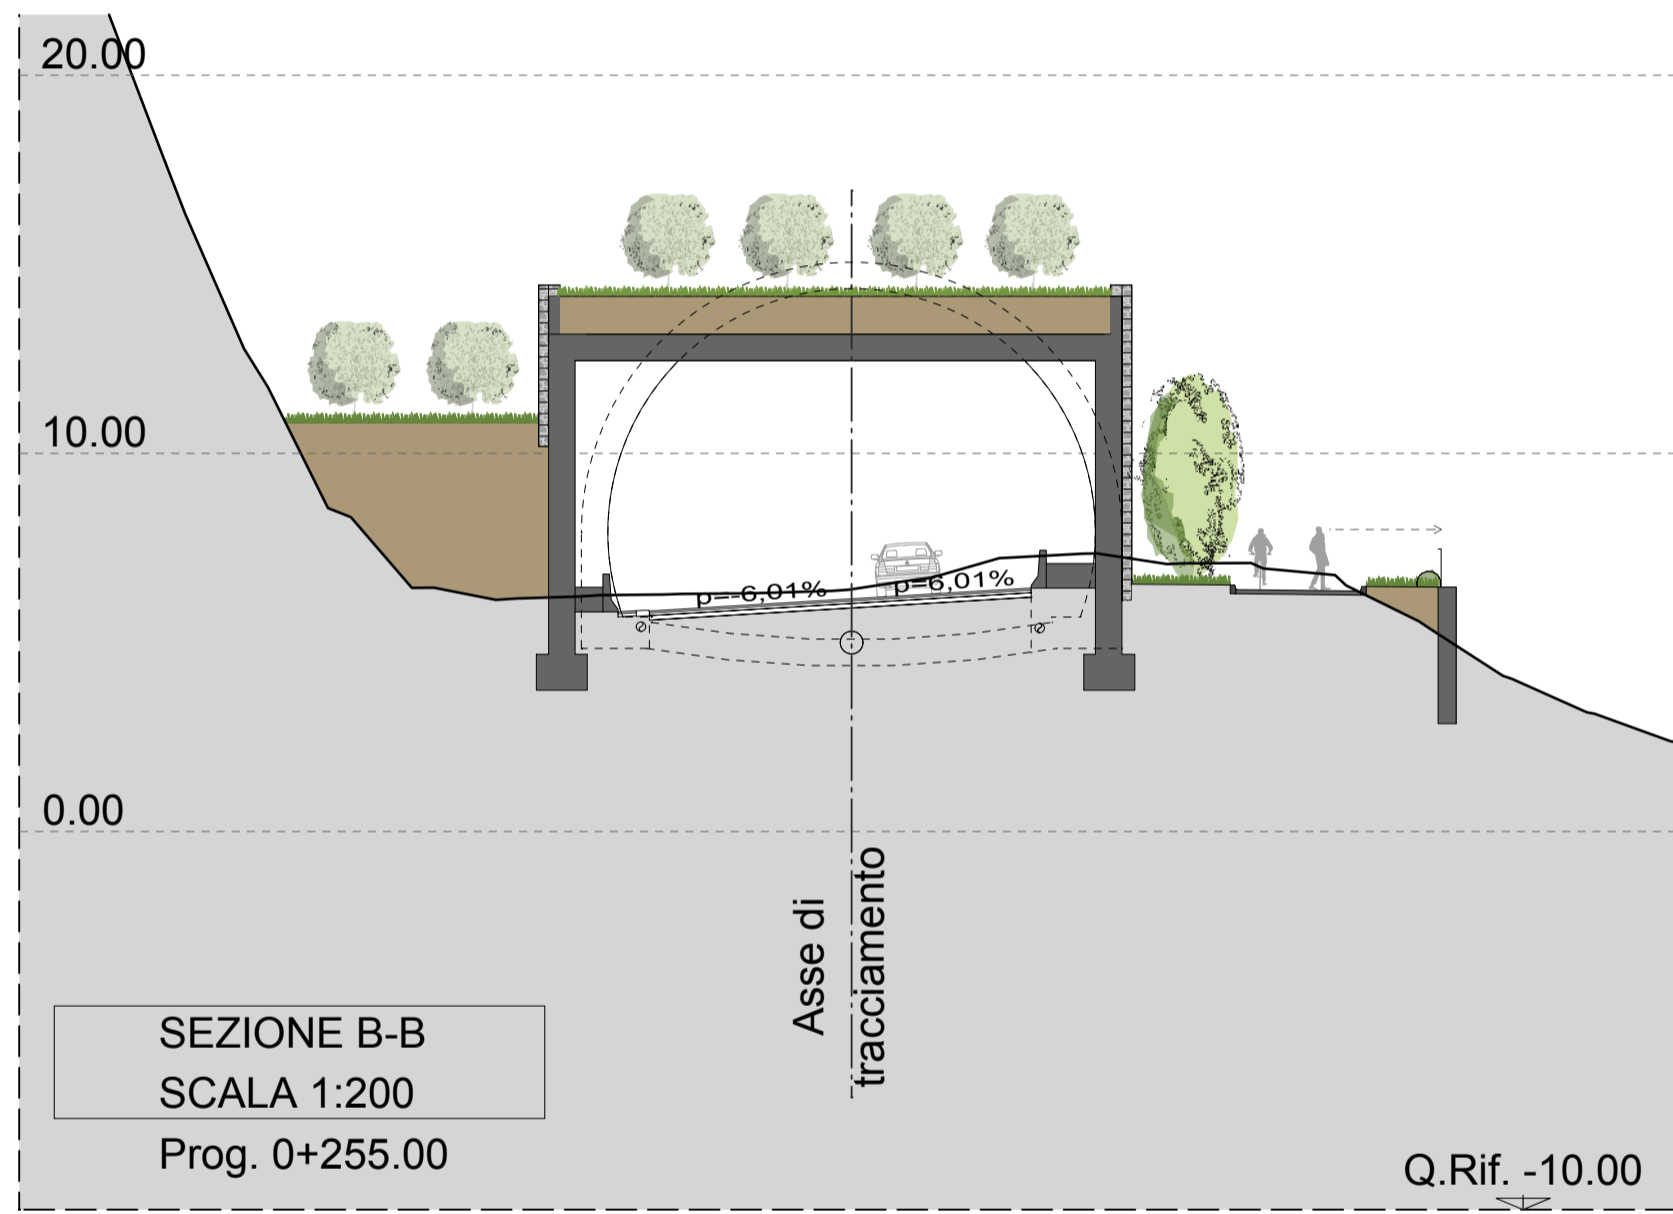 20.00
10.00
p=-6,01%
p=6,01%
0.00
Asse di
tracciamento
SEZIONE B-B
SCALA 1:200
Prog. 0+255.00
Q.Rif. -10.00